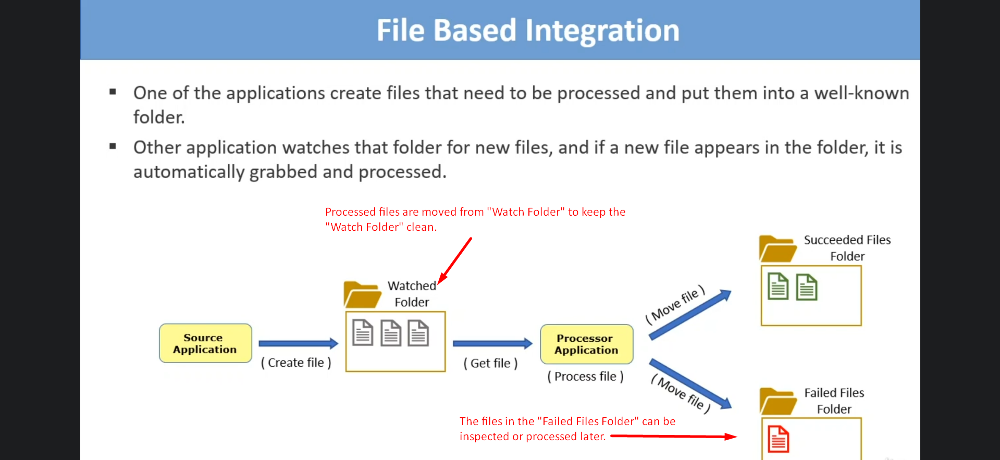 File Based Integration
▪ One of the applications create files that need to be processed and put them into a well-known
folder.
▪ Other application watches that folder for new files, and if a new file appears in the folder, it is
automatically grabbed and processed.
Processed files are moved from "Watch Folder" to keep the
"Watch Folder" clean.
Source
Application
( Create file )
Watched
Folder
( Get file )
Processor
Application
( Process file )
( Move file )
Succeeded Files
Folder
( Move file )
Failed Files
Folder
The files in the "Failed Files Folder" can be
inspected or processed later.